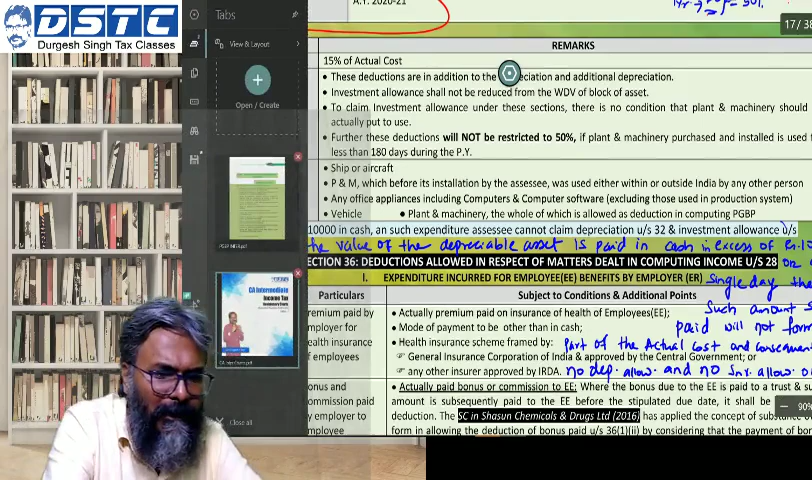 DSTC
Durgesh Singh Tax Classes
Tabs
View & Layout
Open / Create
PGBP
CA Intermediate
Income Tax
Close all
A.Y. 2020-21
17 / 38
REMARKS
15% of Actual Cost
• These deductions are in addition to the depreciation and additional depreciation.
• Investment allowance shall not be reduced from the WDV of block of asset.
• To claim Investment allowance under these sections, there is no condition that plant & machinery should
actually put to use.
• Further these deductions will NOT be restricted to 50%, if plant & machinery purchased and installed is used
less than 180 days during the P.Y.
• Ship or aircraft
• P & M, which before its installation by the assessee, was used either within or outside India by any other person
• Any office appliances including Computers & Computer software (excluding those used in production system)
• Vehicle • Plant & machinery, the whole of which is allowed as deduction in computing PGBP
10000 in cash, an such expenditure assessee cannot claim depreciation u/s 32 & investment allowance u/s
the value of the depreciable asset is paid in cash in excess of
ECTION 36: DEDUCTIONS ALLOWED IN RESPECT OF MATTERS DEALT IN COMPUTING INCOME U/S 28
I. EXPENDITURE INCURRED FOR EMPLOYEE(EE) BENEFITS BY EMPLOYER (ER)
single day the
Particulars
Subject to Conditions & Additional Points
such amount
remium paid by
mployer for
health insurance
f employees
• Actually premium paid on insurance of health of Employees(EE);
• Mode of payment to be other than in cash;
paid will not form
• Health insurance scheme framed by:
part of the Actual cost and
☞ General Insurance Corporation of India & approved by the Central Government; or
☞ any other insurer approved by IRDA.
no dep. allow. and no Inv. allow.
onus and
ommission paid
y employer to
mployee
• Actually paid bonus or commission to EE; Where the bonus due to the EE is paid to a trust &
amount is subsequently paid to the EE before the stipulated due date, it shall be
deduction. The SC in Shasun Chemicals & Drugs Ltd (2016) has applied the concept of
form in allowing the deduction of bonus paid u/s 36(1)(ii) by considering that the payment of
90%